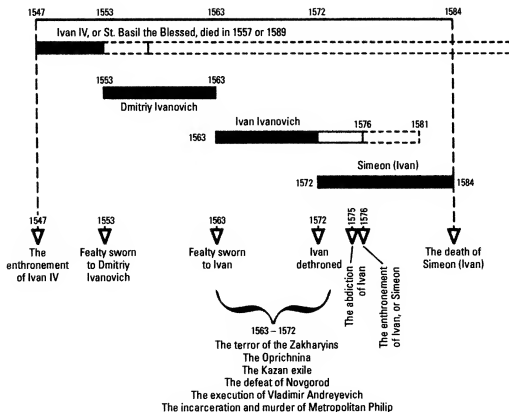 1547
1553
1563
1572
1584
Ivan IV, or St. Basil the Blessed, died in 1557 or 1589
1553
1563
Dmitriy Ivanovich
Ivan Ivanovich
1576
1581
1563
Simeon (Ivan)
1572
1584
1547
1553
1563
1572
1575
1576
The
enthronement
of Ivan IV
Fealty sworn
to Dmitriy
Ivanovich
Fealty sworn
to Ivan
Ivan
dethroned
The abdiction
of Ivan
The enthronement
of Ivan, or Simeon
The death of
Simeon (Ivan)
1563 – 1572
The terror of the Zakharyins
The Oprichnina
The Kazan exile
The defeat of Novgorod
The execution of Vladimir Andreyevich
The incarceration and murder of Metropolitan Philip